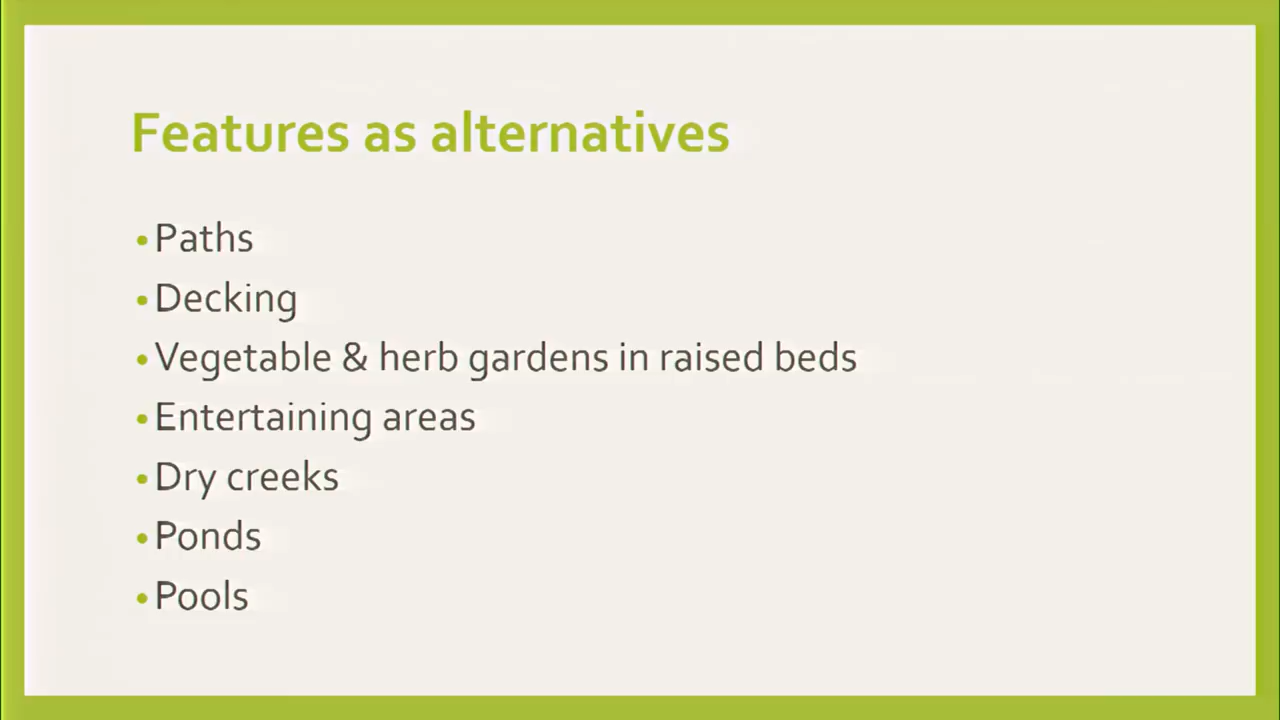 Features as alternatives
• Paths
• Decking
• Vegetable & herb gardens in raised beds
• Entertaining areas
• Dry creeks
• Ponds
• Pools